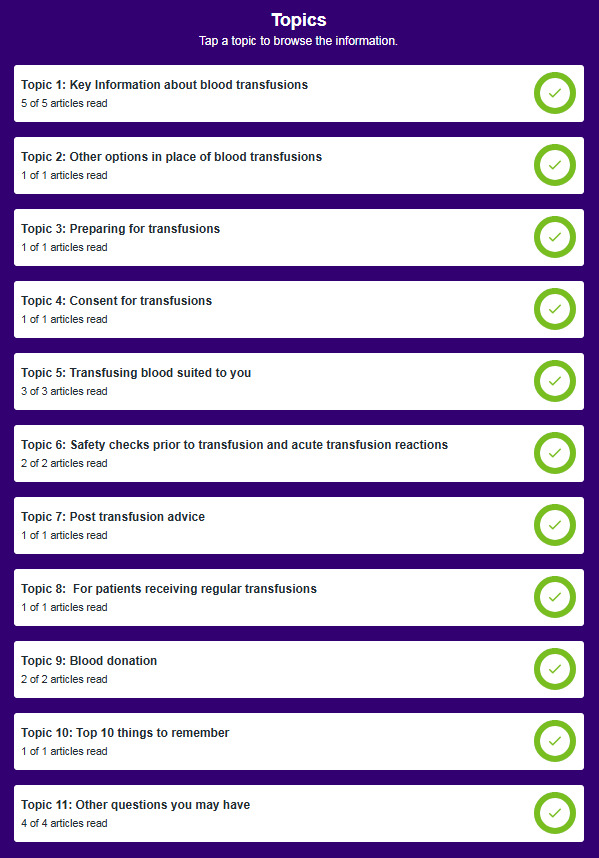 Topics
Tap a topic to browse the information.
Topic 1: Key Information about blood transfusions
5 of 5 articles read
Topic 2: Other options in place of blood transfusions
1 of 1 articles read
Topic 3: Preparing for transfusions
1 of 1 articles read
Topic 4: Consent for transfusions
1 of 1 articles read
Topic 5: Transfusing blood suited to you
3 of 3 articles read
Topic 6: Safety checks prior to transfusion and acute transfusion reactions
2 of 2 articles read
Topic 7: Post transfusion advice
1 of 1 articles read
Topic 8:  For patients receiving regular transfusions
1 of 1 articles read
Topic 9: Blood donation
2 of 2 articles read
Topic 10: Top 10 things to remember
1 of 1 articles read
Topic 11: Other questions you may have
4 of 4 articles read